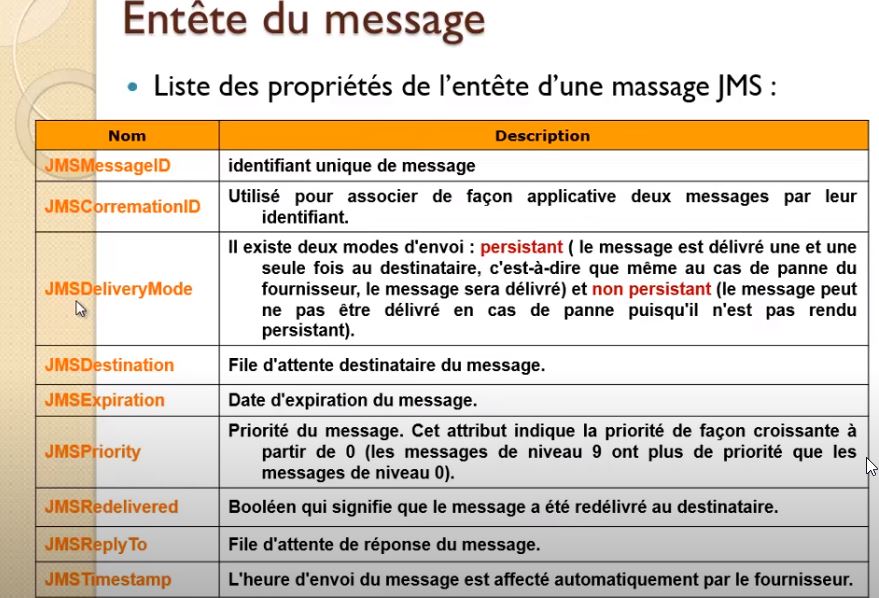 Entête du message
• Liste des propriétés de l'entête d'une massage JMS :
Nom Description
JMSMessageID identifiant unique de message
JMSCorremationID Utilisé pour associer de façon applicative deux messages par leur
identifiant.
JMSDeliveryMode Il existe deux modes d'envoi : persistant ( le message est délivré une et une
seule fois au destinataire, c'est-à-dire que même au cas de panne du
fournisseur, le message sera délivré) et non persistant (le message peut
ne pas être délivré en cas de panne puisqu'il n'est pas rendu
persistant).
JMSDestination File d'attente destinataire du message.
JMSExpiration Date d'expiration du message.
JMSPriority Priorité du message. Cet attribut indique la priorité de façon croissante à
partir de 0 (les messages de niveau 9 ont plus de priorité que les
messages de niveau 0).
JMSRedelivered Booléen qui signifie que le message a été redélivré au destinataire.
JMSReplyTo File d'attente de réponse du message.
JMSTimestamp L'heure d'envoi du message est affecté automatiquement par le fournisseur.